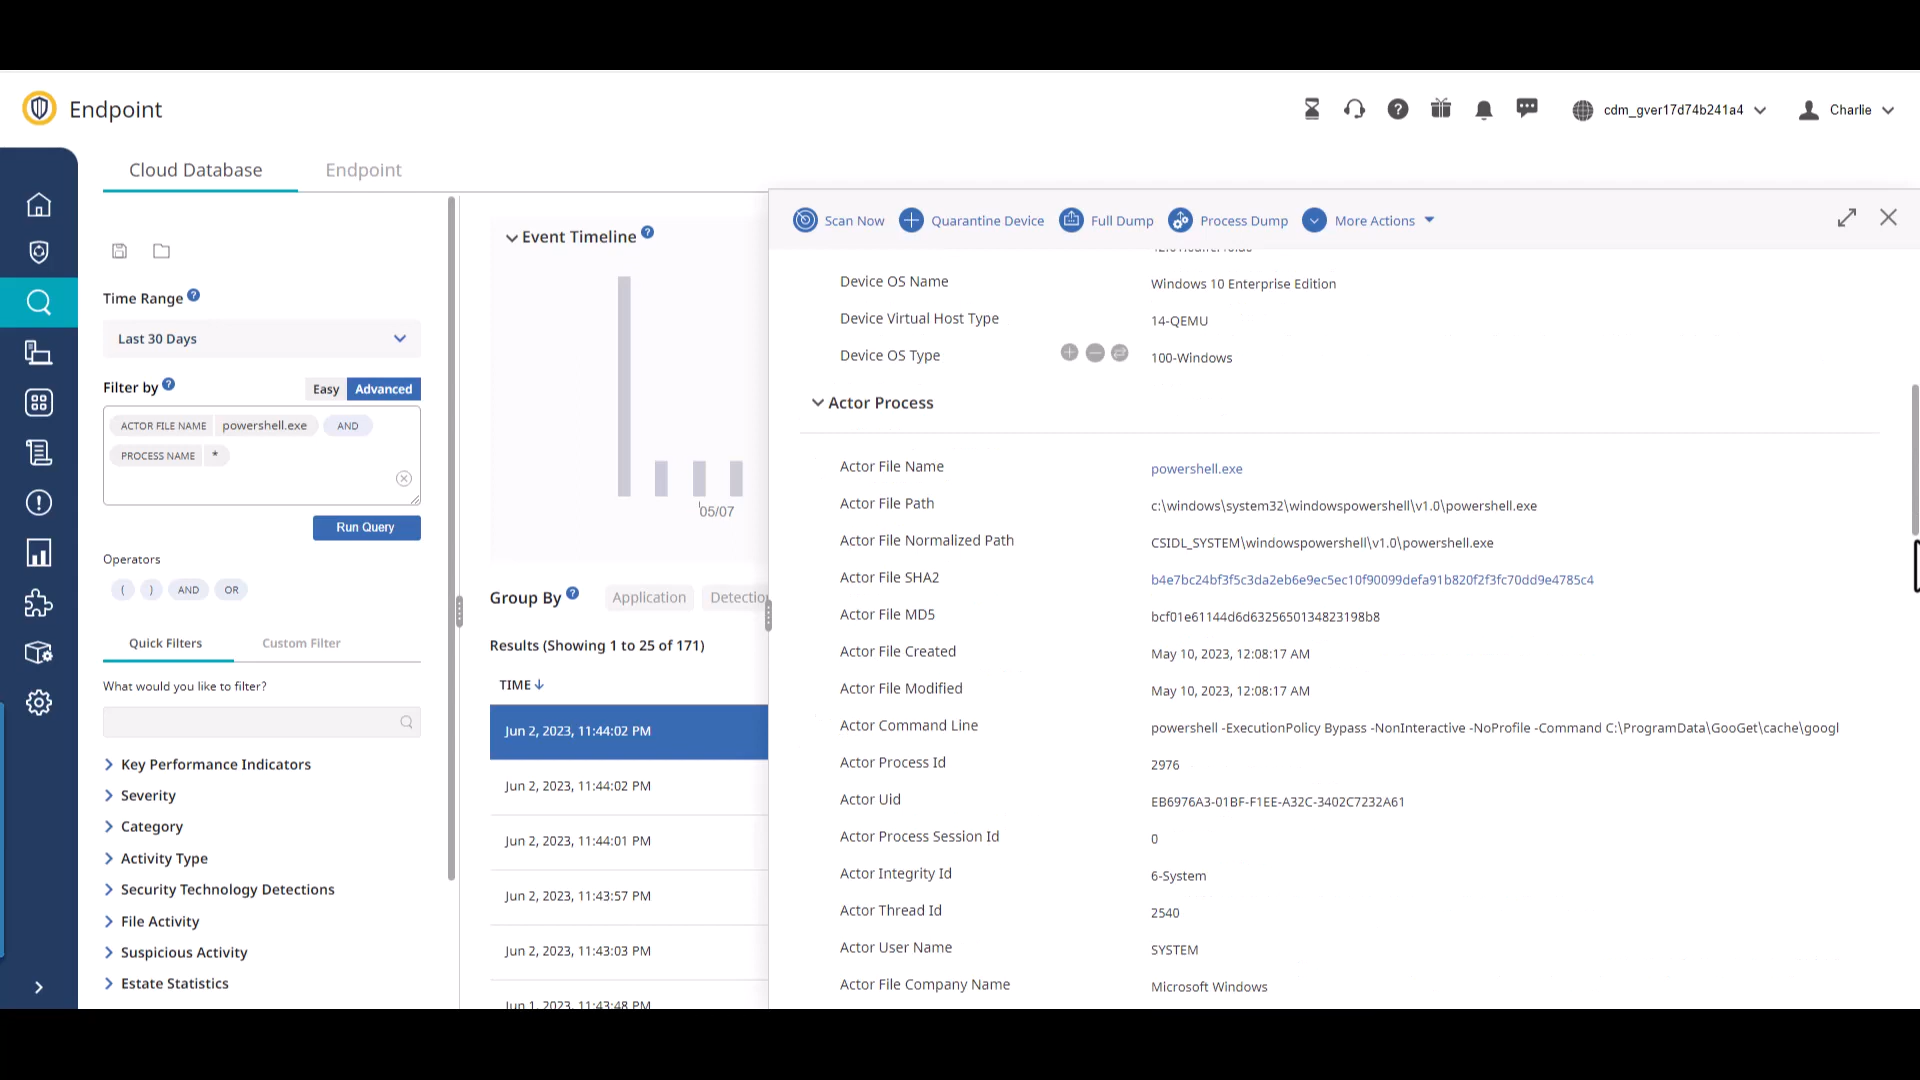 Endpoint
cdm_gver17d74b241a4
Charlie
Cloud Database
Endpoint
Time Range
Last 30 Days
Filter by
Easy
Advanced
ACTOR FILE NAME powershell.exe AND
PROCESS NAME *
Run Query
Operators
( ) AND OR
Quick Filters
Custom Filter
What would you like to filter?
Key Performance Indicators
Severity
Category
Activity Type
Security Technology Detections
File Activity
Suspicious Activity
Estate Statistics
Event Timeline
05/07
Group By
Application
Detectio
Results (Showing 1 to 25 of 171)
TIME
Jun 2, 2023, 11:44:02 PM
Jun 2, 2023, 11:44:02 PM
Jun 2, 2023, 11:44:01 PM
Jun 2, 2023, 11:43:57 PM
Jun 2, 2023, 11:43:03 PM
Jun 1, 2023, 11:43:48 PM
Scan Now
Quarantine Device
Full Dump
Process Dump
More Actions
Device OS Name Windows 10 Enterprise Edition
Device Virtual Host Type 14-QEMU
Device OS Type 100-Windows
Actor Process
Actor File Name powershell.exe
Actor File Path c:\windows\system32\windowspowershell\v1.0\powershell.exe
Actor File Normalized Path CSIDL_SYSTEM\windowspowershell\v1.0\powershell.exe
Actor File SHA2 b4e7bc24bf3f5c3da2eb6e9ec5ec10f90099defa91b820f2f3fc70dd9e4785c4
Actor File MD5 bcf01e61144d6d6325650134823198b8
Actor File Created May 10, 2023, 12:08:17 AM
Actor File Modified May 10, 2023, 12:08:17 AM
Actor Command Line powershell -ExecutionPolicy Bypass -NonInteractive -NoProfile -Command C:\ProgramData\GooGet\cache\googl
Actor Process Id 2976
Actor Uid EB6976A3-01BF-F1EE-A32C-3402C7232A61
Actor Process Session Id 0
Actor Integrity Id 6-System
Actor Thread Id 2540
Actor User Name SYSTEM
Actor File Company Name Microsoft Windows